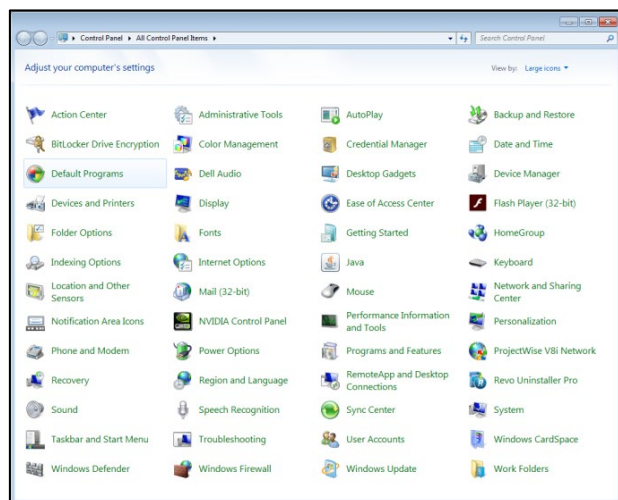 Control Panel ▸ All Control Panel Items ▸
Search Control Panel
Adjust your computer's settings
View by: Large icons
Action Center
Administrative Tools
AutoPlay
Backup and Restore
BitLocker Drive Encryption
Color Management
Credential Manager
Date and Time
Default Programs
Dell Audio
Desktop Gadgets
Device Manager
Devices and Printers
Display
Ease of Access Center
Flash Player (32-bit)
Folder Options
Fonts
Getting Started
HomeGroup
Indexing Options
Internet Options
Java
Keyboard
Location and Other
Sensors
Mail (32-bit)
Mouse
Network and Sharing
Center
Notification Area Icons
NVIDIA Control Panel
Performance Information
and Tools
Personalization
Phone and Modem
Power Options
Programs and Features
ProjectWise V8i Network
Recovery
Region and Language
RemoteApp and Desktop
Connections
Revo Uninstaller Pro
Sound
Speech Recognition
Sync Center
System
Taskbar and Start Menu
Troubleshooting
User Accounts
Windows CardSpace
Windows Defender
Windows Firewall
Windows Update
Work Folders